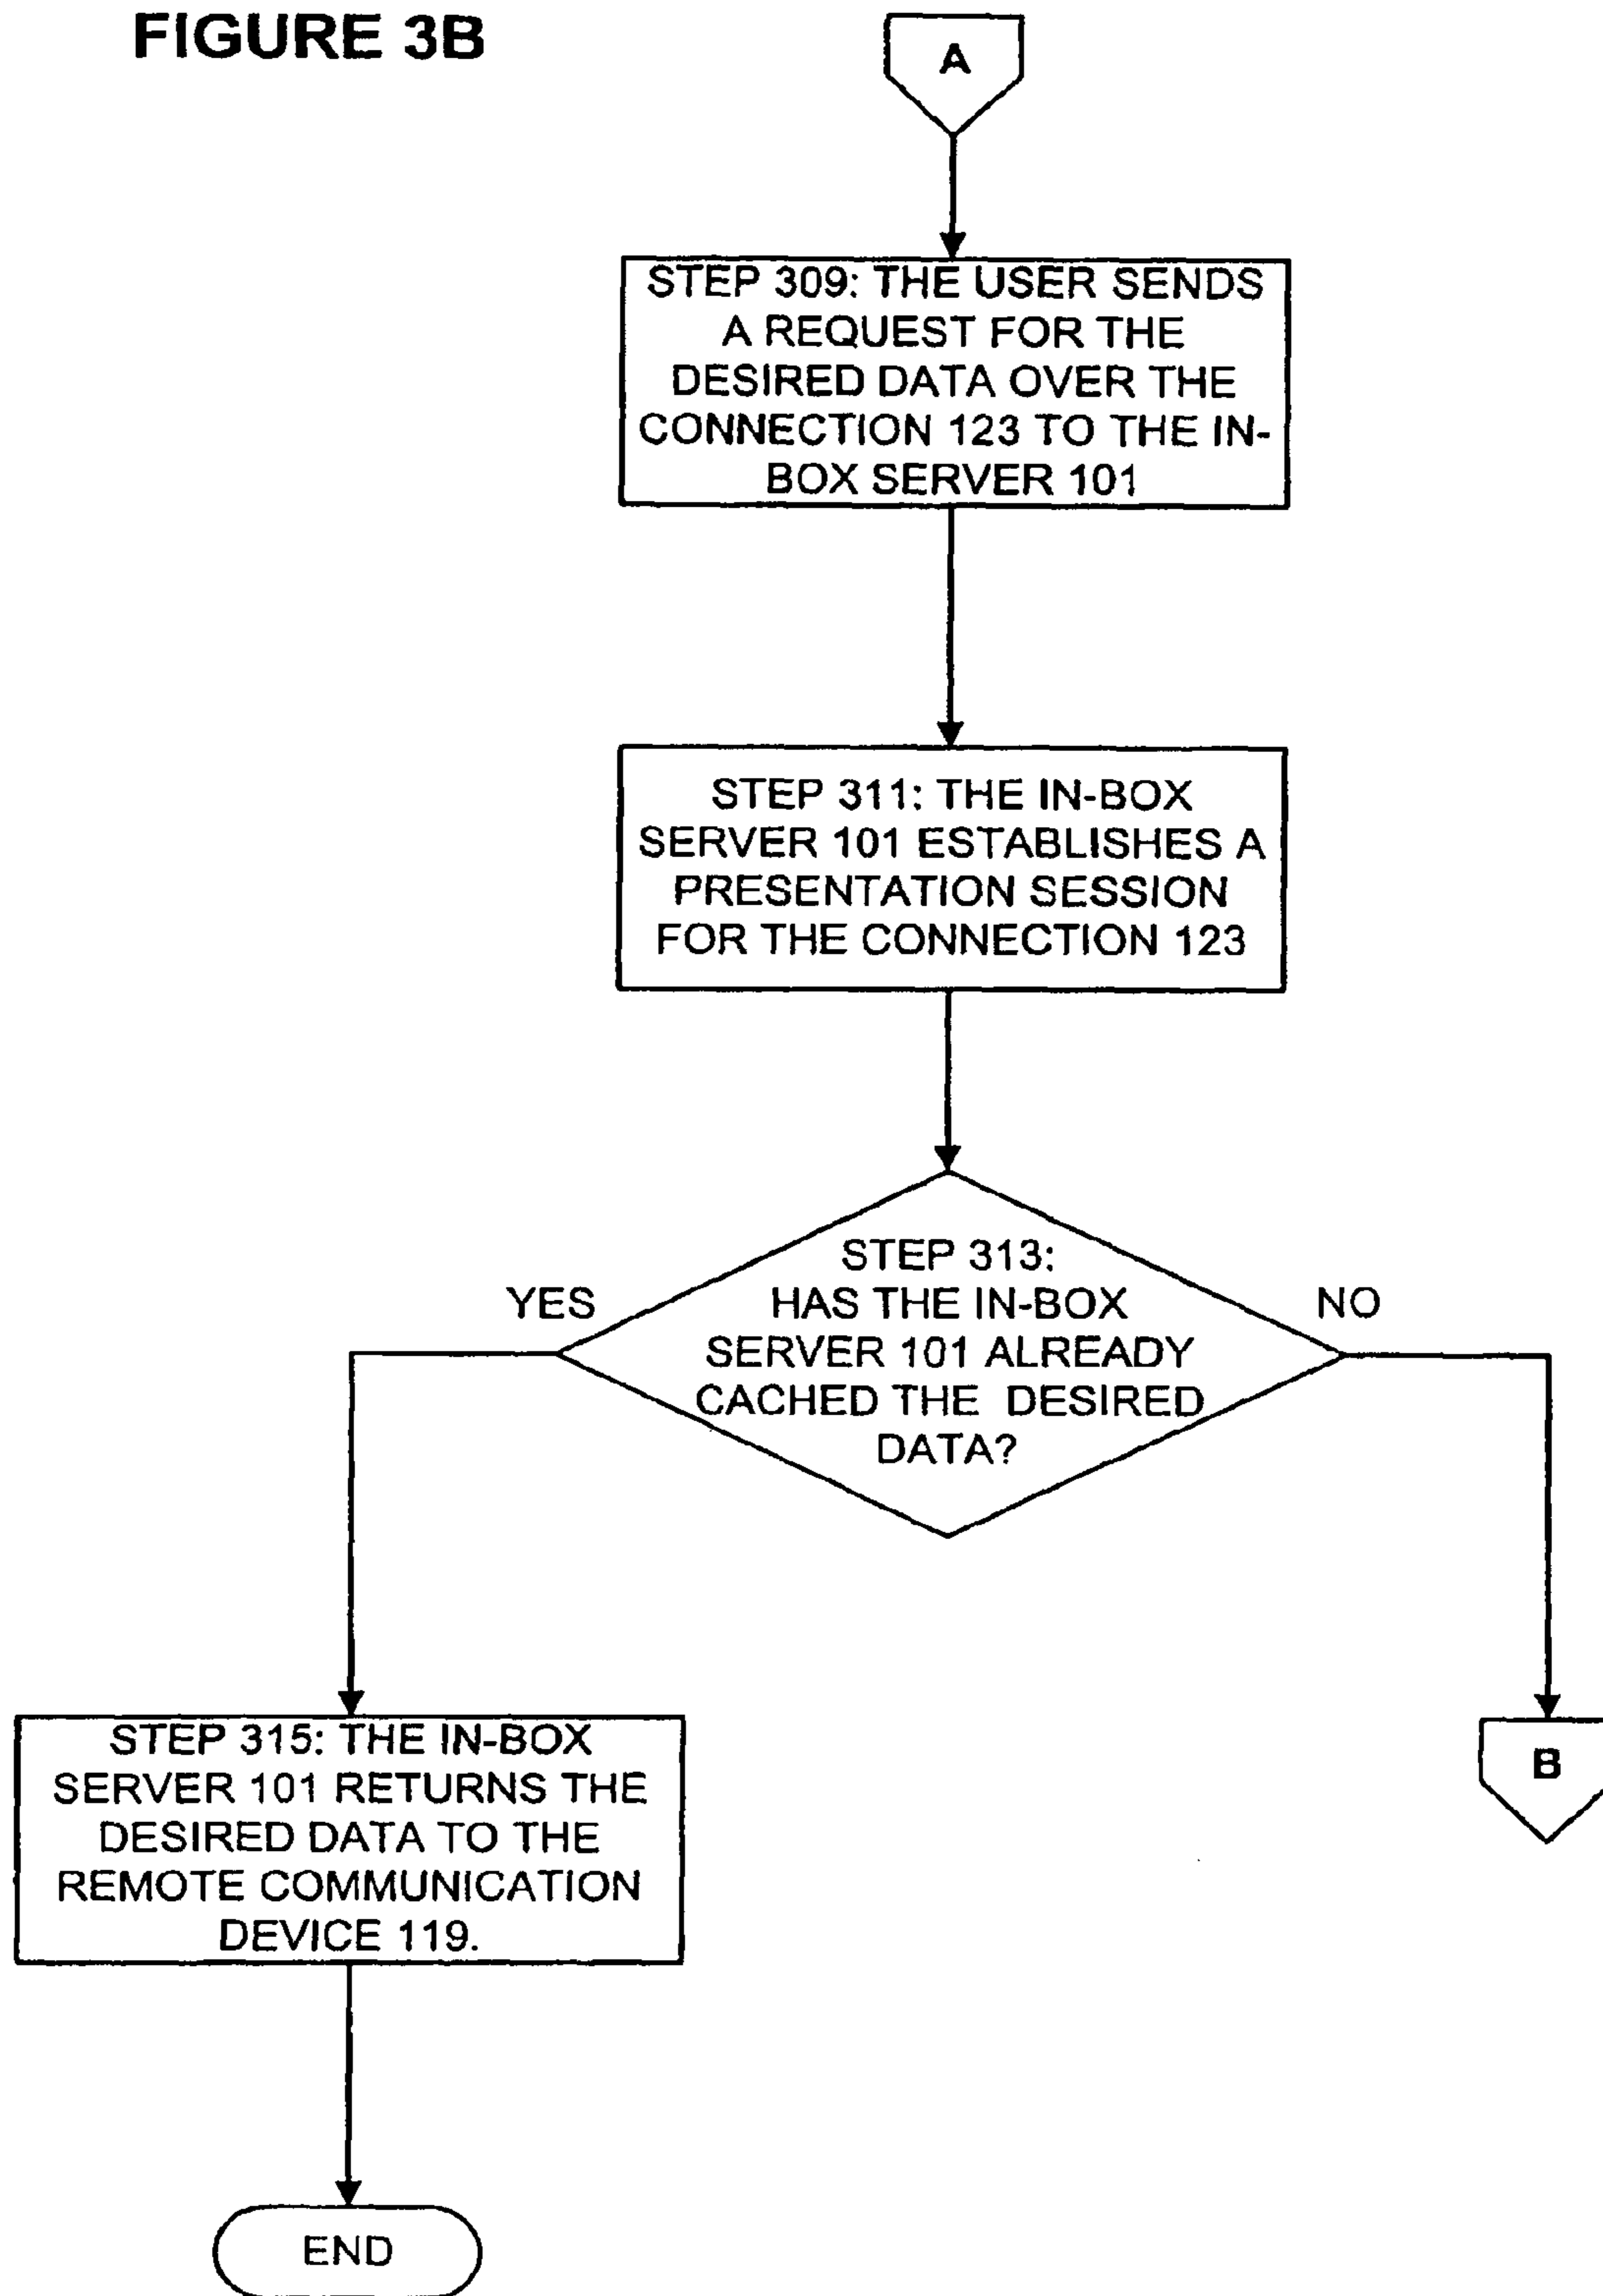 FIGURE 3B
A
STEP 309: THE USER SENDS
A REQUEST FOR THE
DESIRED DATA OVER THE
CONNECTION 123 TO THE IN-
BOX SERVER 101
STEP 311: THE IN-BOX
SERVER 101 ESTABLISHES A
PRESENTATION SESSION
FOR THE CONNECTION 123
STEP 313:
HAS THE IN-BOX
SERVER 101 ALREADY
CACHED THE DESIRED
DATA?
YES
NO
STEP 315: THE IN-BOX
SERVER 101 RETURNS THE
DESIRED DATA TO THE
REMOTE COMMUNICATION
DEVICE 119.
B
END